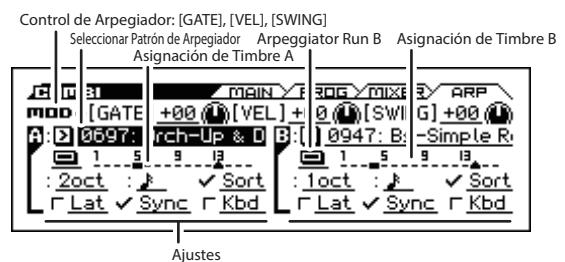 Control de Arpegiador: [GATE], [VEL], [SWING]
Seleccionar Patrón de Arpegiador Arpeggiator Run B Asignación de Timbre B
Asignación de Timbre A
MAIN PROG MIXER ARP
MOD [GATE +00 [VEL] +00 [SWING] +00
A: 0697: rch-Up & D B: 0947: Bs-Simple R
1 5 9 13 1 5 9 13
: 2oct : ♪ ✓ Sort : 1oct : ♪ ✓ Sort
Lat ✓ Sync Kbd Lat ✓ Sync Kbd
Ajustes